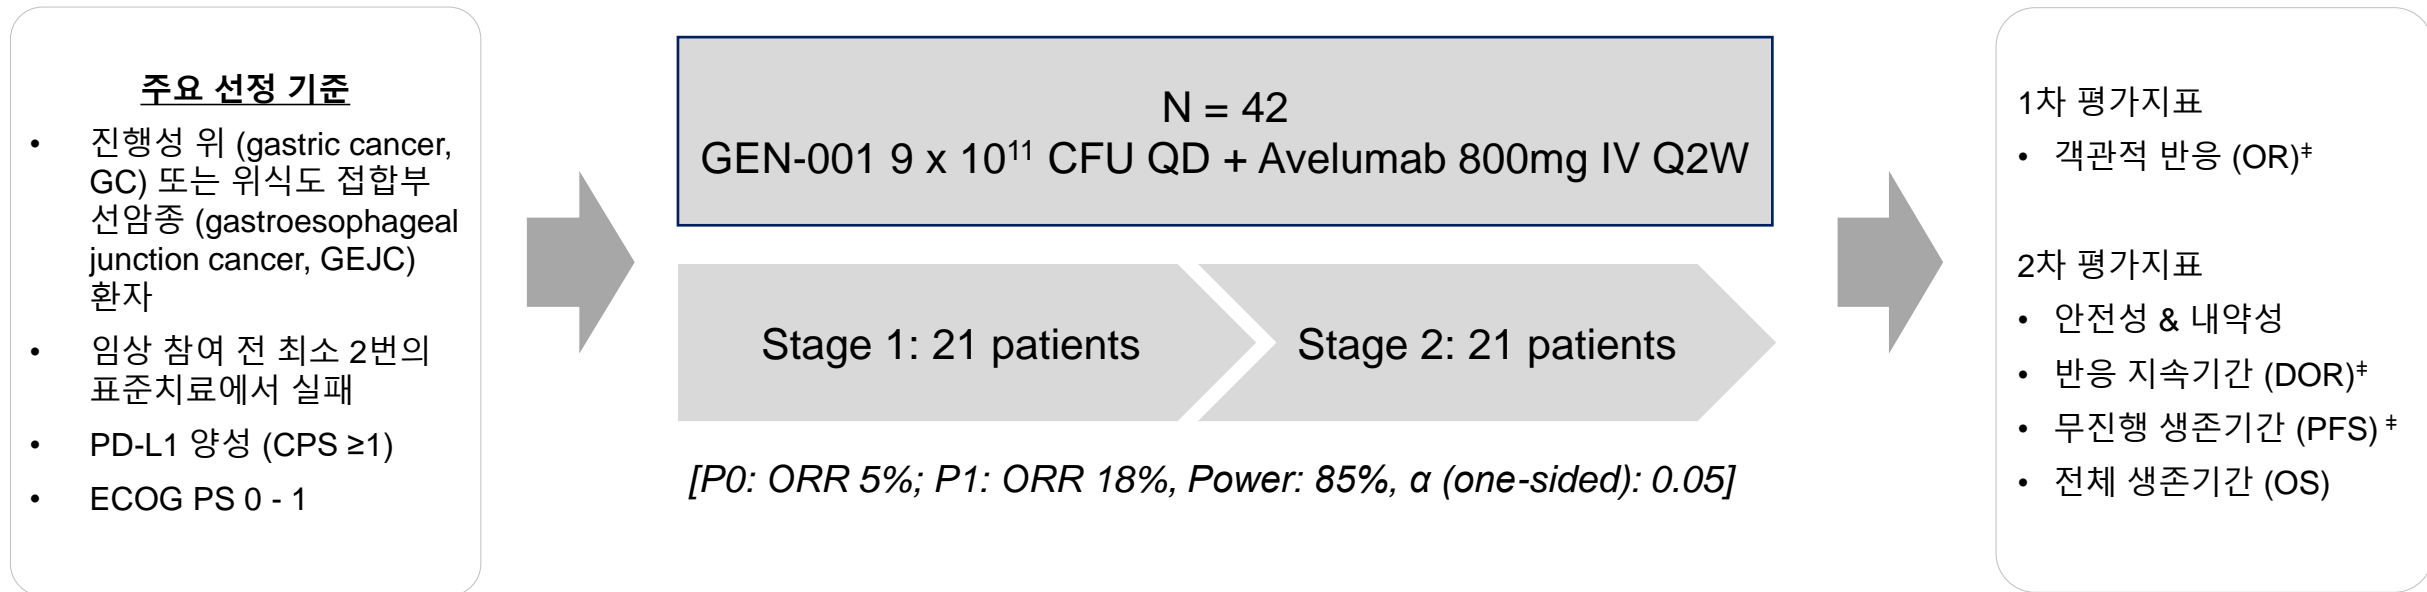 주요 선정 기준
• 진행성 위 (gastric cancer,
GC) 또는 위식도 접합부
선암종 (gastroesophageal
junction cancer, GEJC)
환자
• 임상 참여 전 최소 2번의
표준치료에서 실패
• PD-L1 양성 (CPS ≥1)
• ECOG PS 0 - 1
N = 42
GEN-001 9 x 10¹¹ CFU QD + Avelumab 800mg IV Q2W
Stage 1: 21 patients
Stage 2: 21 patients
[P0: ORR 5%; P1: ORR 18%, Power: 85%, α (one-sided): 0.05]
1차 평가지표
• 객관적 반응 (OR)ǂ
2차 평가지표
• 안전성 & 내약성
• 반응 지속기간 (DOR)ǂ
• 무진행 생존기간 (PFS) ǂ
• 전체 생존기간 (OS)